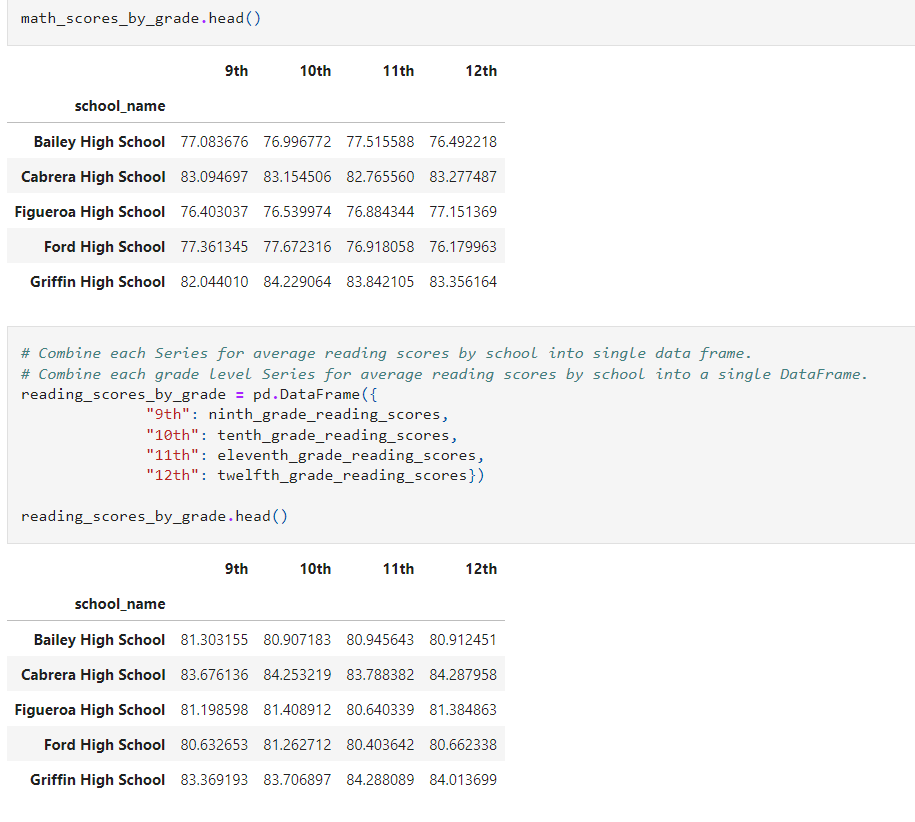 math_scores_by_grade.head()
9th 10th 11th 12th
school_name
Bailey High School 77.083676 76.996772 77.515588 76.492218
Cabrera High School 83.094697 83.154506 82.765560 83.277487
Figueroa High School 76.403037 76.539974 76.884344 77.151369
Ford High School 77.361345 77.672316 76.918058 76.179963
Griffin High School 82.044010 84.229064 83.842105 83.356164
# Combine each Series for average reading scores by school into single data frame.
# Combine each grade level Series for average reading scores by school into a single DataFrame.
reading_scores_by_grade = pd.DataFrame({
"9th": ninth_grade_reading_scores,
"10th": tenth_grade_reading_scores,
"11th": eleventh_grade_reading_scores,
"12th": twelfth_grade_reading_scores})
reading_scores_by_grade.head()
9th 10th 11th 12th
school_name
Bailey High School 81.303155 80.907183 80.945643 80.912451
Cabrera High School 83.676136 84.253219 83.788382 84.287958
Figueroa High School 81.198598 81.408912 80.640339 81.384863
Ford High School 80.632653 81.262712 80.403642 80.662338
Griffin High School 83.369193 83.706897 84.288089 84.013699